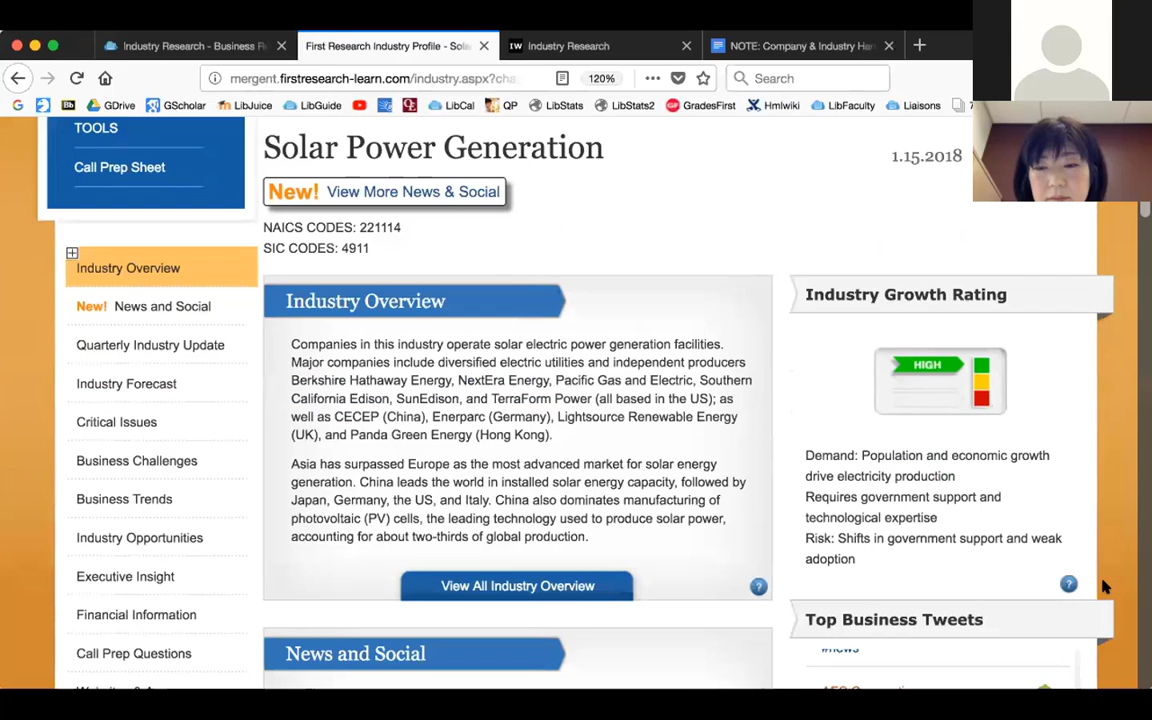 Industry Research - Business R
First Research Industry Profile - Sola
IW Industry Research
NOTE: Company & Industry Han
mergent.firstresearch-learn.com/industry.aspx?cha
120%
Search
GDrive
GScholar
LibJuice
LibGuide
LibCal
QP
LibStats
LibStats2
GradesFirst
Hmlwiki
LibFaculty
Liaisons
TOOLS
Call Prep Sheet
Solar Power Generation
1.15.2018
New! View More News & Social
NAICS CODES: 221114
SIC CODES: 4911
Industry Overview
New! News and Social
Quarterly Industry Update
Industry Forecast
Critical Issues
Business Challenges
Business Trends
Industry Opportunities
Executive Insight
Financial Information
Call Prep Questions
Industry Overview
Companies in this industry operate solar electric power generation facilities.
Major companies include diversified electric utilities and independent producers
Berkshire Hathaway Energy, NextEra Energy, Pacific Gas and Electric, Southern
California Edison, SunEdison, and TerraForm Power (all based in the US); as
well as CECEP (China), Enerparc (Germany), Lightsource Renewable Energy
(UK), and Panda Green Energy (Hong Kong).
Asia has surpassed Europe as the most advanced market for solar energy
generation. China leads the world in installed solar energy capacity, followed by
Japan, Germany, the US, and Italy. China also dominates manufacturing of
photovoltaic (PV) cells, the leading technology used to produce solar power,
accounting for about two-thirds of global production.
View All Industry Overview
News and Social
Industry Growth Rating
HIGH
Demand: Population and economic growth
drive electricity production
Requires government support and
technological expertise
Risk: Shifts in government support and weak
adoption
Top Business Tweets
#news